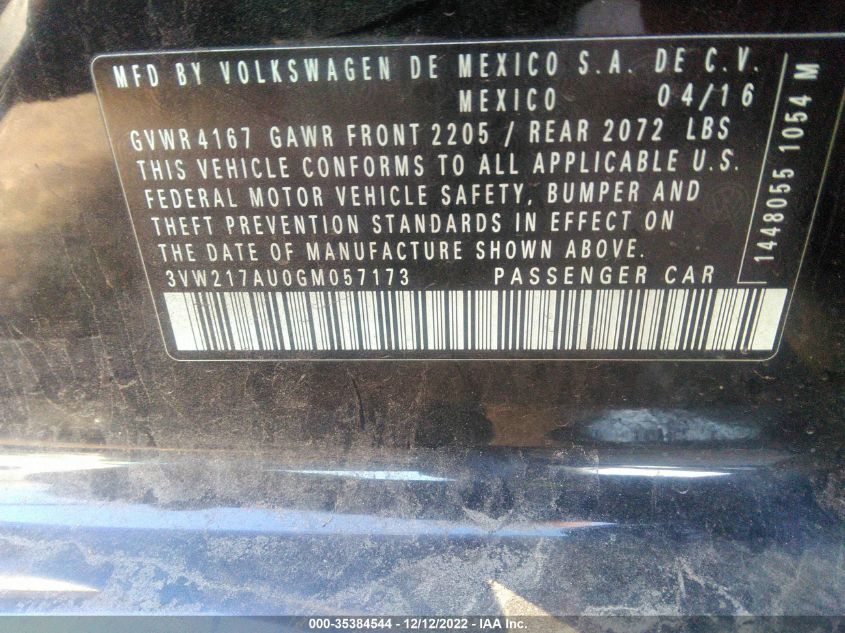 MFD BY VOLKSWAGEN DE MEXICO S.A. DE C.V.
MEXICO 04/16
GVWR 4167 GAWR FRONT 2205 / REAR 2072 LBS
THIS VEHICLE CONFORMS TO ALL APPLICABLE U.S.
FEDERAL MOTOR VEHICLE SAFETY, BUMPER AND
THEFT PREVENTION STANDARDS IN EFFECT ON
THE DATE OF MANUFACTURE SHOWN ABOVE.
3VW217AU0GM057173 PASSENGER CAR
1448055 1054 M
000-35384544 - 12/12/2022 - IAA Inc.